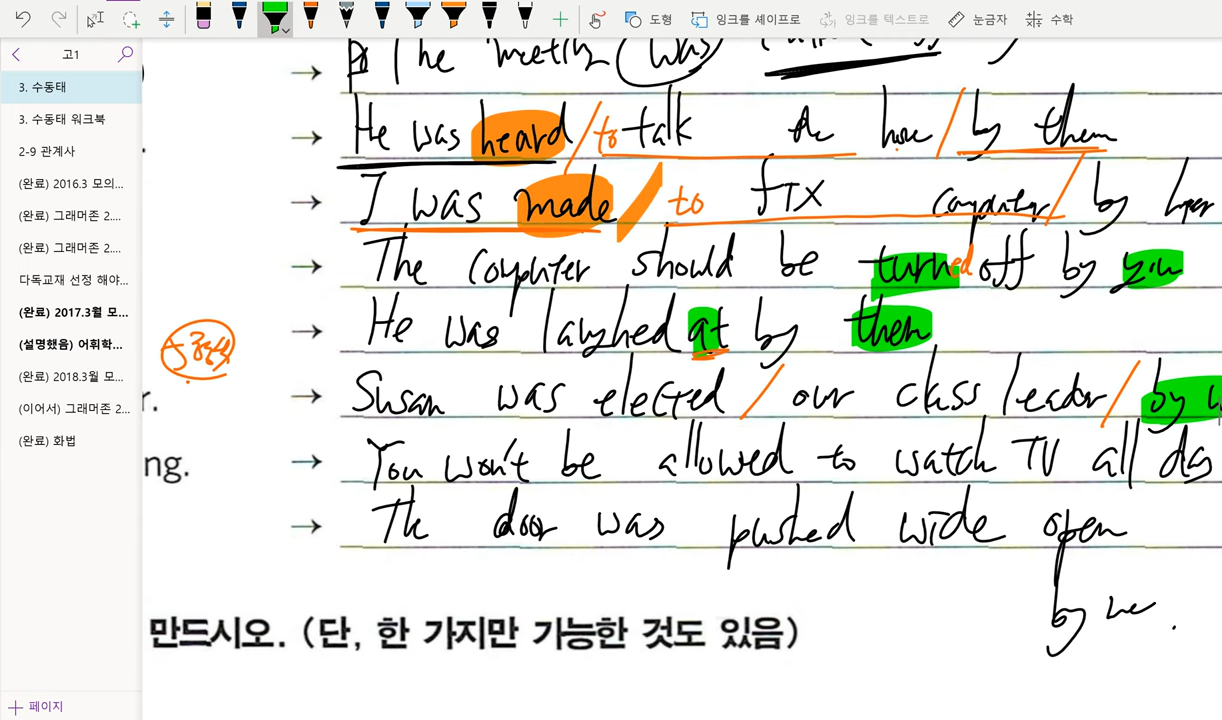 도형 잉크를 셰이프로 잉크를 텍스트로 눈금자 수학
고1
3. 수동태
3. 수동태 워크북
2-9 관계사
(완료) 2016.3 모의...
(완료) 그래머존 2....
(완료) 그래머존 2....
다독교재 선정 해야...
(완료) 2017.3월 모...
(설명했음) 어휘학...
(완료) 2018.3월 모...
(이어서) 그래머존 2...
(완료) 화법
페이지
→ The was
→ He was heard / to talk the / by them
→ I was made / to computer / by
→ The computer should be turned off by you
→ He was laughed at by them
r. → Susan was elected / our class leader / by
ng. → You won't be allowed to watch TV all day
→ The door was pushed wide open
by me.
만드시오. (단, 한 가지만 가능한 것도 있음)